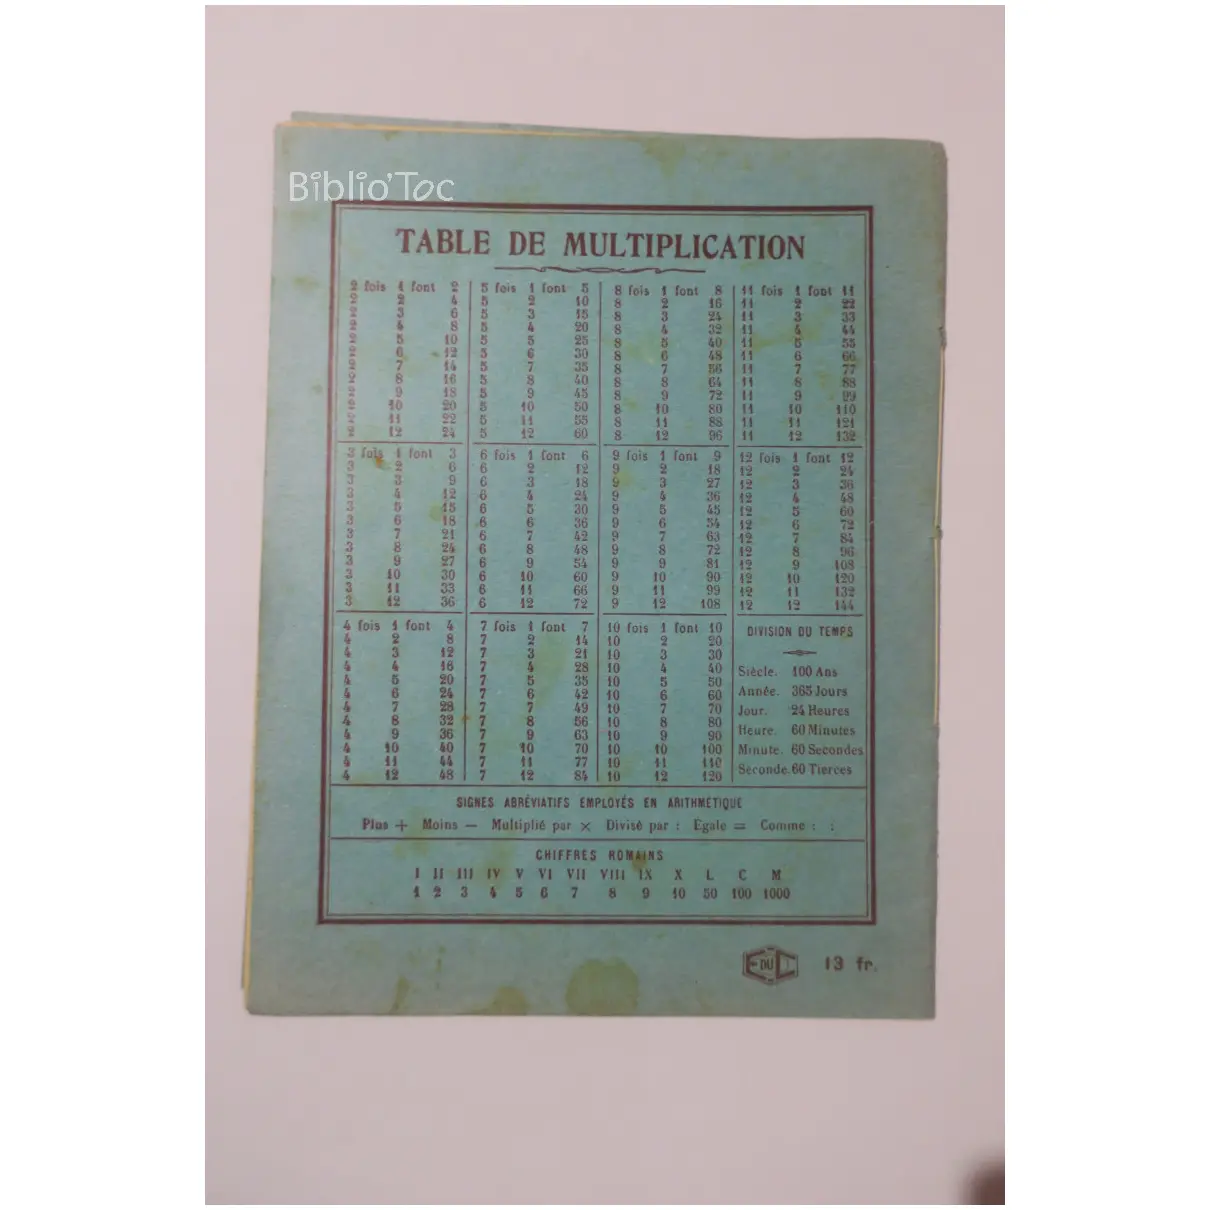 Biblio'Toc
TABLE DE MULTIPLICATION
2 fois 1 font 2
2 2 4
2 3 6
2 4 8
2 5 10
2 6 12
2 7 14
2 8 16
2 9 18
2 10 20
2 11 22
2 12 24
3 fois 1 font 3
3 2 6
3 3 9
3 4 12
3 5 15
3 6 18
3 7 21
3 8 24
3 9 27
3 10 30
3 11 33
3 12 36
4 fois 1 font 4
4 2 8
4 3 12
4 4 16
4 5 20
4 6 24
4 7 28
4 8 32
4 9 36
4 10 40
4 11 44
4 12 48
5 fois 1 font 5
5 2 10
5 3 15
5 4 20
5 5 25
5 6 30
5 7 35
5 8 40
5 9 45
5 10 50
5 11 55
5 12 60
6 fois 1 font 6
6 2 12
6 3 18
6 4 24
6 5 30
6 6 36
6 7 42
6 8 48
6 9 54
6 10 60
6 11 66
6 12 72
7 fois 1 font 7
7 2 14
7 3 21
7 4 28
7 5 35
7 6 42
7 7 49
7 8 56
7 9 63
7 10 70
7 11 77
7 12 84
8 fois 1 font 8
8 2 16
8 3 24
8 4 32
8 5 40
8 6 48
8 7 56
8 8 64
8 9 72
8 10 80
8 11 88
8 12 96
9 fois 1 font 9
9 2 18
9 3 27
9 4 36
9 5 45
9 6 54
9 7 63
9 8 72
9 9 81
9 10 90
9 11 99
9 12 108
10 fois 1 font 10
10 2 20
10 3 30
10 4 40
10 5 50
10 6 60
10 7 70
10 8 80
10 9 90
10 10 100
10 11 110
10 12 120
11 fois 1 font 11
11 2 22
11 3 33
11 4 44
11 5 55
11 6 66
11 7 77
11 8 88
11 9 99
11 10 110
11 11 121
11 12 132
12 fois 1 font 12
12 2 24
12 3 36
12 4 48
12 5 60
12 6 72
12 7 84
12 8 96
12 9 108
12 10 120
12 11 132
12 12 144
DIVISION DU TEMPS
Siècle. 100 Ans
Année. 365 Jours
Jour. 24 Heures
Heure. 60 Minutes
Minute. 60 Secondes
Seconde. 60 Tierces
SIGNES ABRÉVIATIFS EMPLOYÉS EN ARITHMETIQUE
Plus + Moins — Multiplié par × Divisé par : Égale = Comme : :
CHIFFRES ROMAINS
I II III IV V VI VII VIII IX X L C M
1 2 3 4 5 6 7 8 9 10 50 100 1000
E DU C 13 fr.